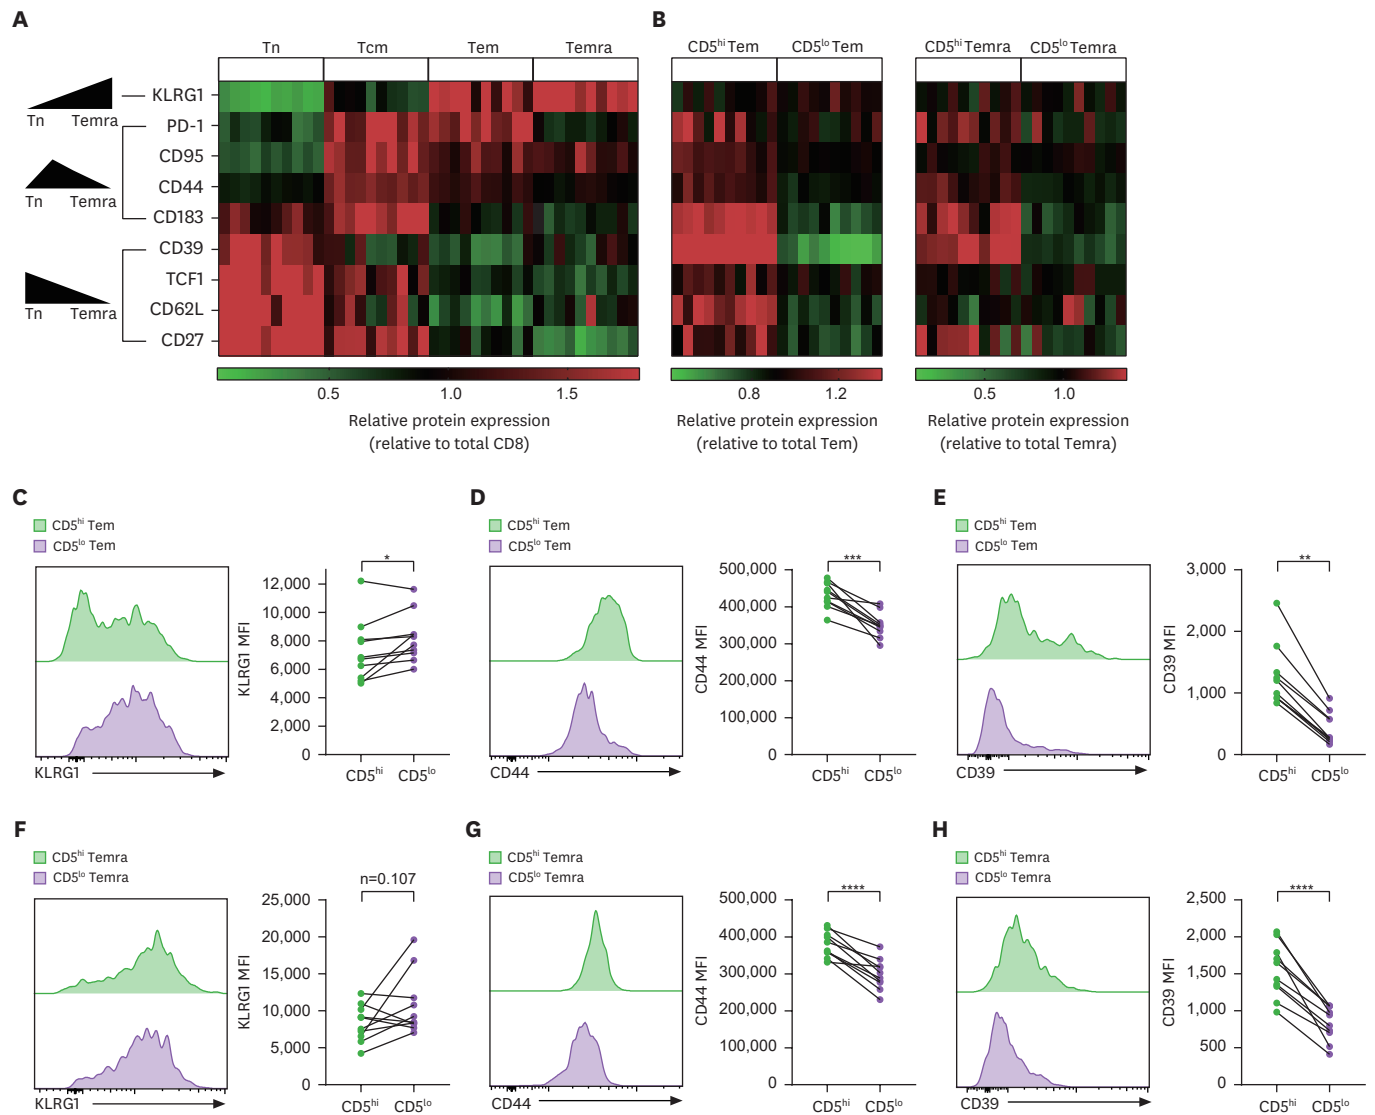 A
B
Tn Tcm Tem Temra
CD5hi Tem CD5lo Tem
CD5hi Temra CD5lo Temra
KLRG1
Tn Temra
PD-1
CD95
CD44
Tn Temra
CD183
CD39
TCF1
CD62L
Tn Temra
CD27
0.5 1.0 1.5
Relative protein expression
(relative to total CD8)
0.8 1.2
Relative protein expression
(relative to total Tem)
0.5 1.0
Relative protein expression
(relative to total Temra)
C
CD5hi Tem
CD5lo Tem
KLRG1
KLRG1 MFI
12,000
10,000
8,000
6,000
4,000
2,000
0
*
CD5hi CD5lo
D
CD5hi Tem
CD5lo Tem
CD44
CD44 MFI
500,000
400,000
300,000
200,000
100,000
0
***
CD5hi CD5lo
E
CD5hi Tem
CD5lo Tem
CD39
CD39 MFI
3,000
2,000
1,000
0
**
CD5hi CD5lo
F
CD5hi Temra
CD5lo Temra
KLRG1
KLRG1 MFI
25,000
20,000
15,000
10,000
5,000
0
n=0.107
CD5hi CD5lo
G
CD5hi Temra
CD5lo Temra
CD44
CD44 MFI
500,000
400,000
300,000
200,000
100,000
0
****
CD5hi CD5lo
H
CD5hi Temra
CD5lo Temra
CD39
CD39 MFI
2,500
2,000
1,500
1,000
500
0
****
CD5hi CD5lo